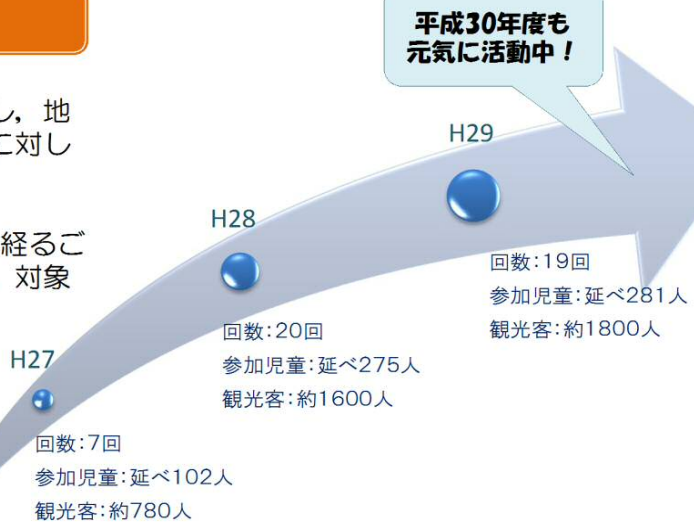 平成30年度も
元気に活動中！
し，地
に対し
経るご
対象
H29
回数：19回
参加児童：延べ281人
観光客：約1800人
H28
回数：20回
参加児童：延べ275人
観光客：約1600人
H27
回数：7回
参加児童：延べ102人
観光客：約780人